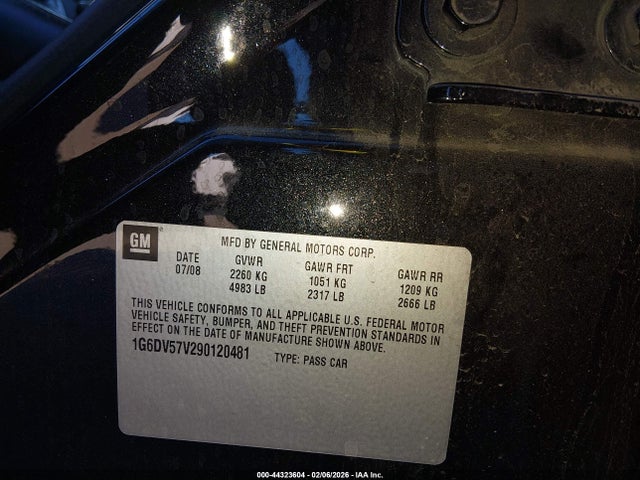 GM
MFD BY GENERAL MOTORS CORP.
DATE GVWR GAWR FRT GAWR RR
07/08 2260 KG 1051 KG 1209 KG
4983 LB 2317 LB 2666 LB
THIS VEHICLE CONFORMS TO ALL APPLICABLE U.S. FEDERAL MOTOR
VEHICLE SAFETY, BUMPER, AND THEFT PREVENTION STANDARDS IN
EFFECT ON THE DATE OF MANUFACTURE SHOWN ABOVE.
1G6DV57V290120481 TYPE: PASS CAR
000-44323604 - 02/06/2026 - IAA Inc.